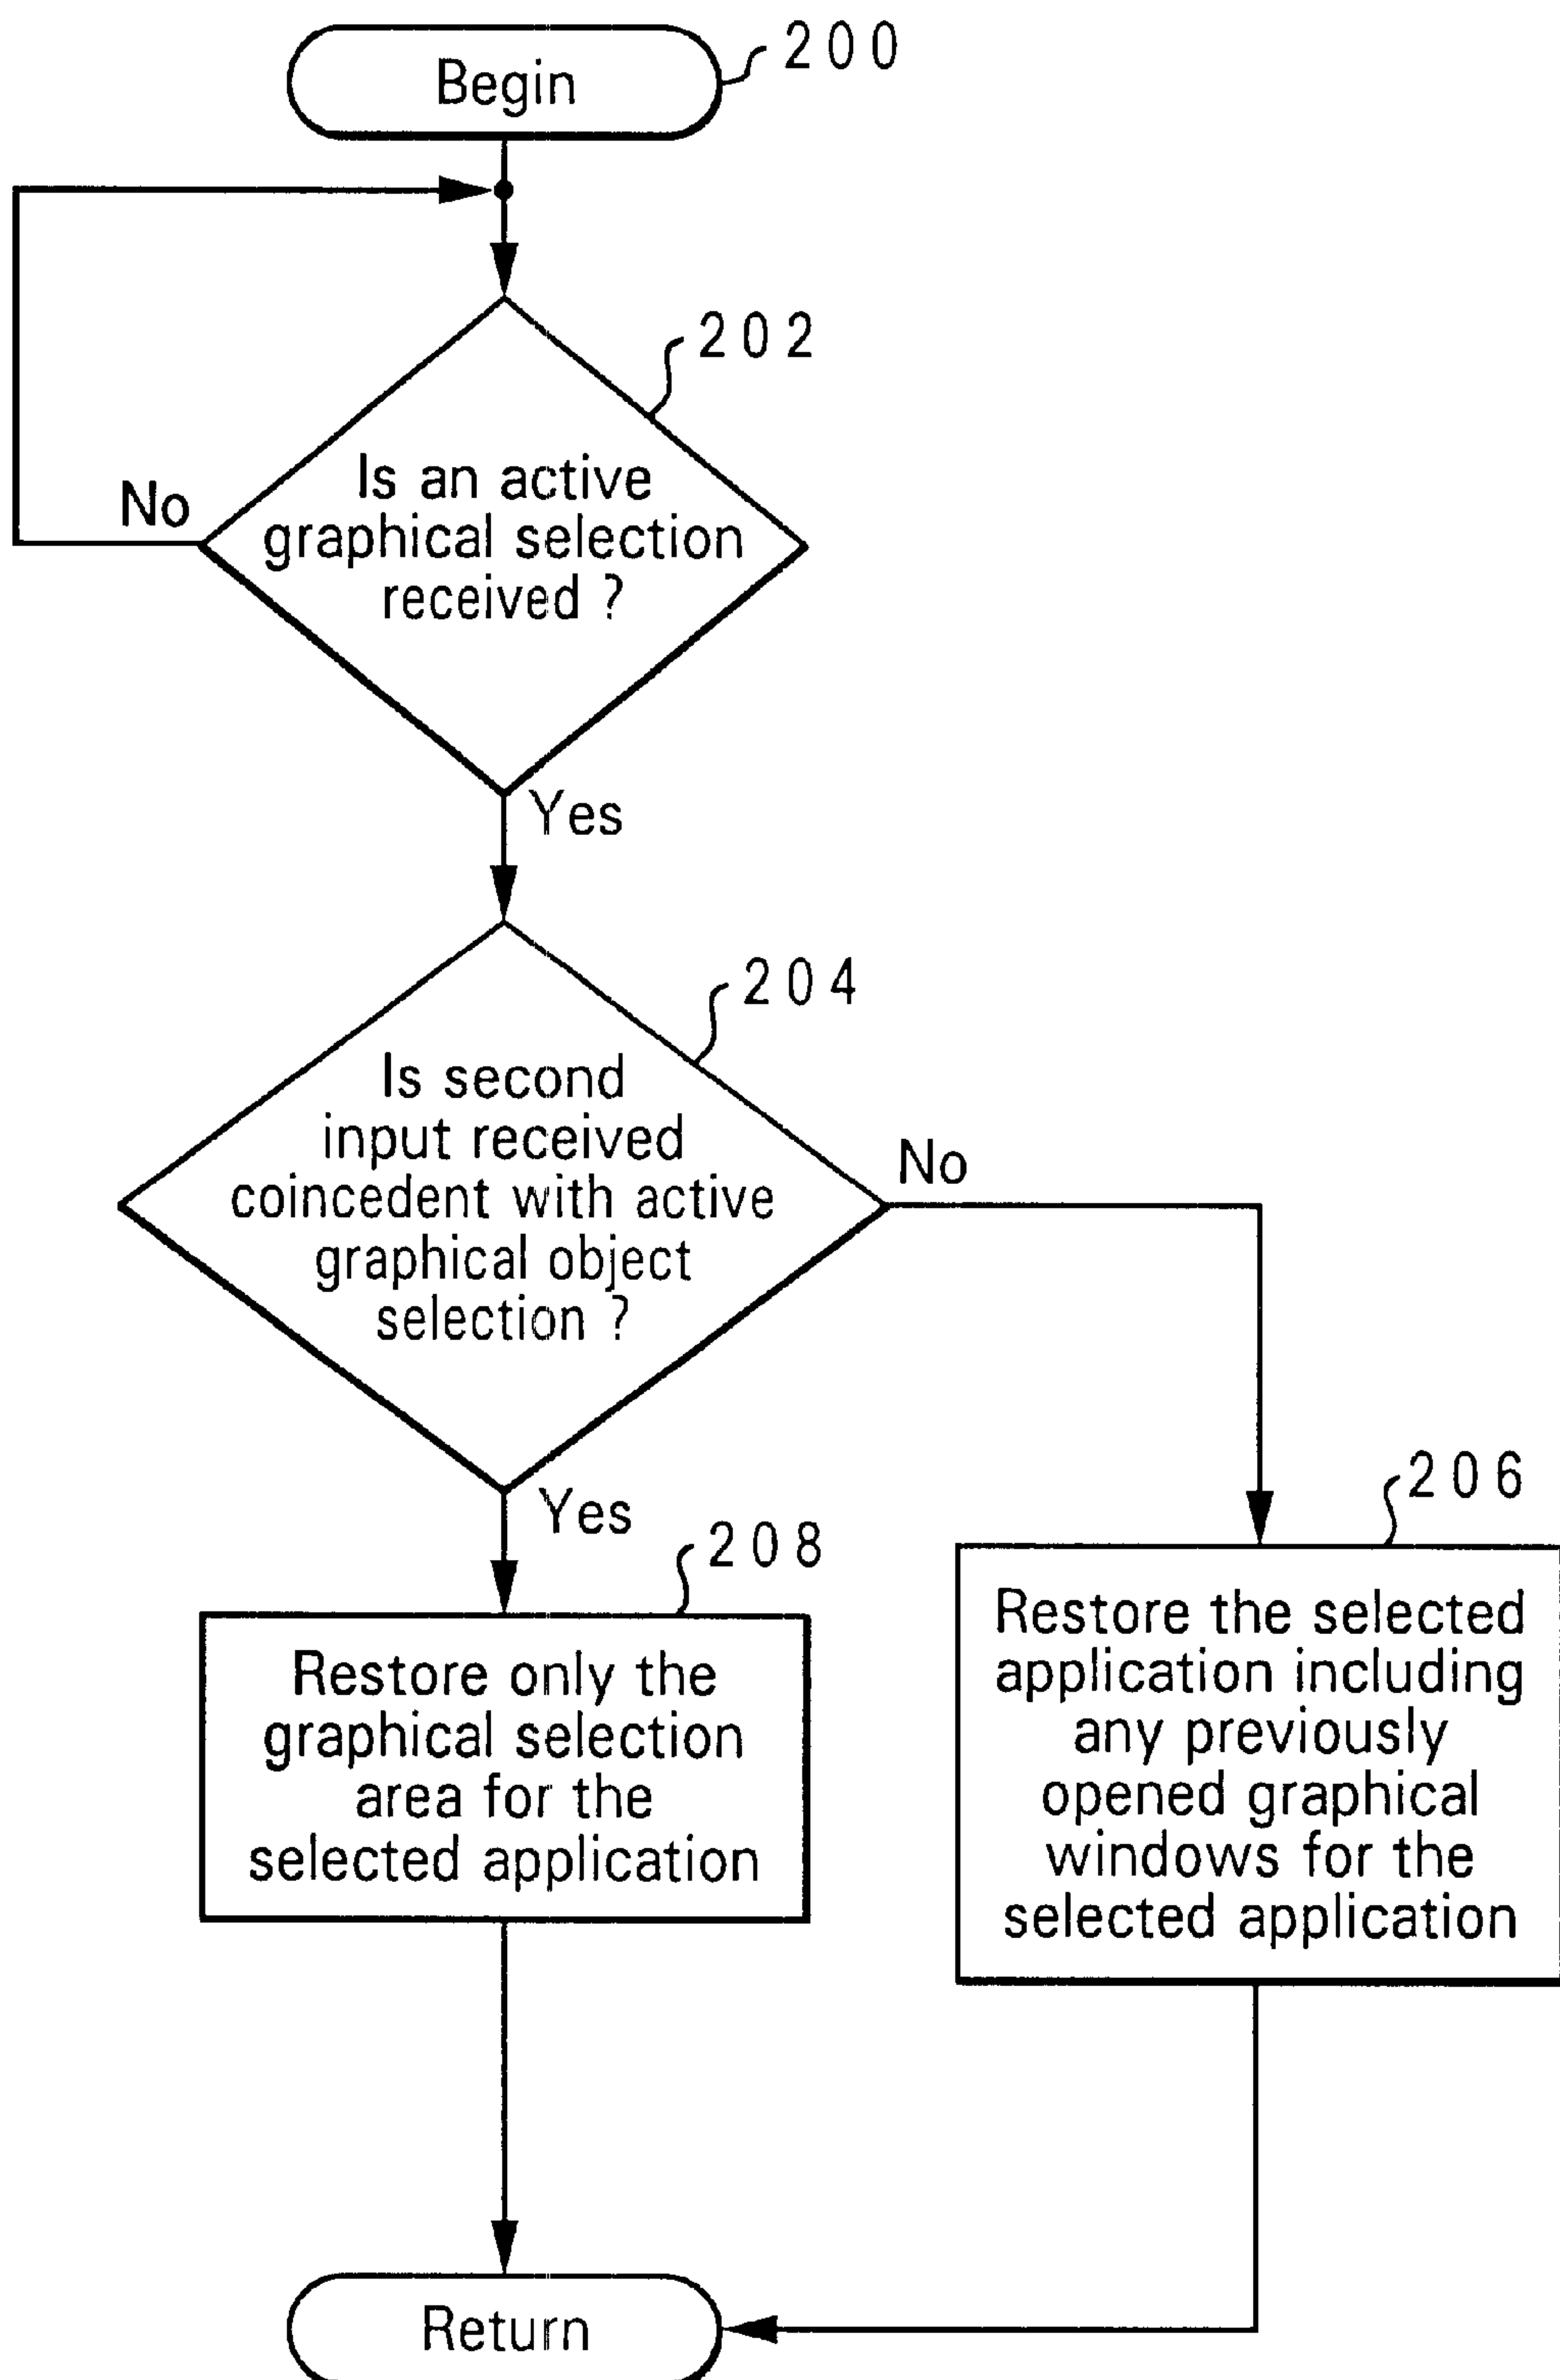 Begin
200
202
Is an active
graphical selection
received ?
No
Yes
204
Is second
input received
coincedent with active
graphical object
selection ?
No
Yes
208
Restore only the
graphical selection
area for the
selected application
206
Restore the selected
application including
any previously
opened graphical
windows for the
selected application
Return